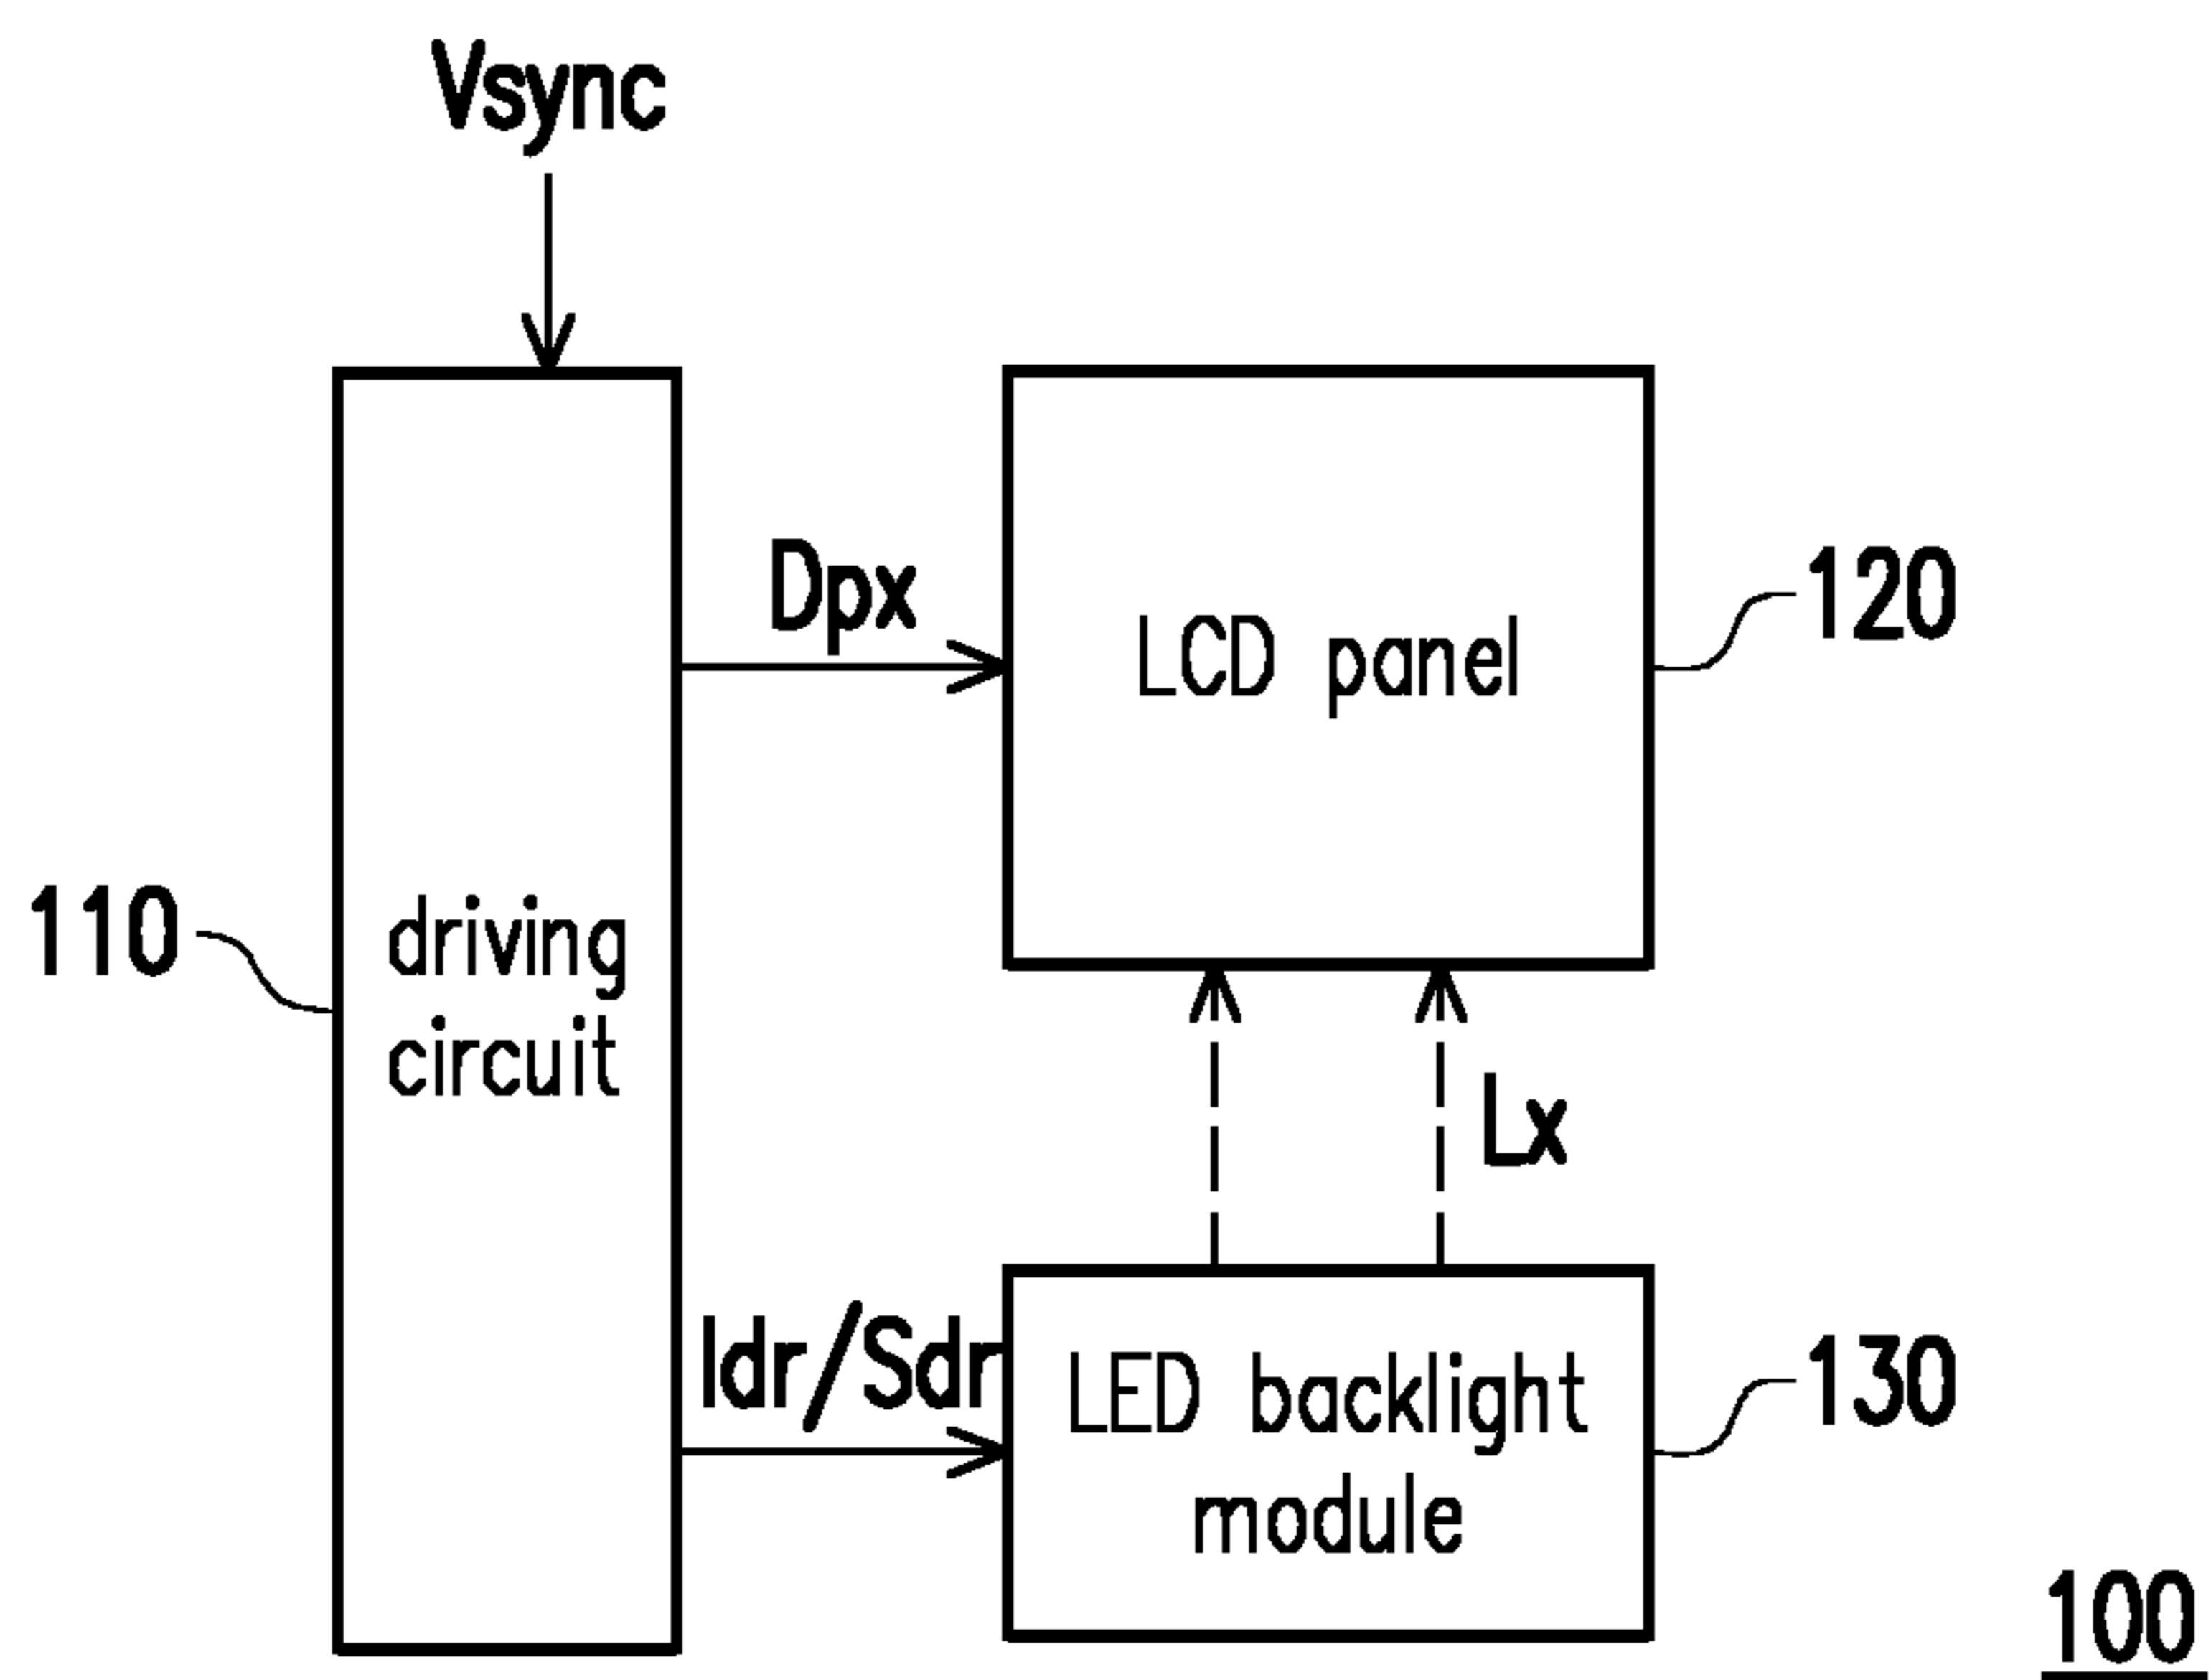 Vsync
Dpx
LCD panel
120
110
driving
circuit
Lx
Idr/Sdr
LED backlight
module
130
100